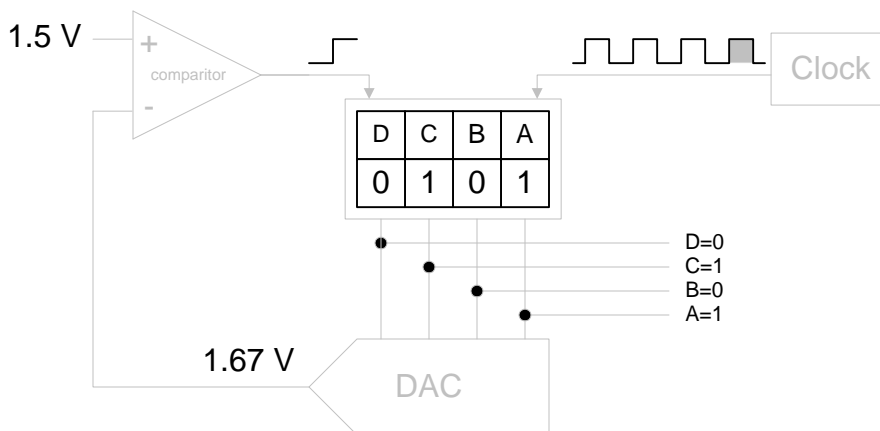 1.5 V
+
comparitor
-
Clock
D C B A
0 1 0 1
D=0
C=1
B=0
A=1
1.67 V
DAC